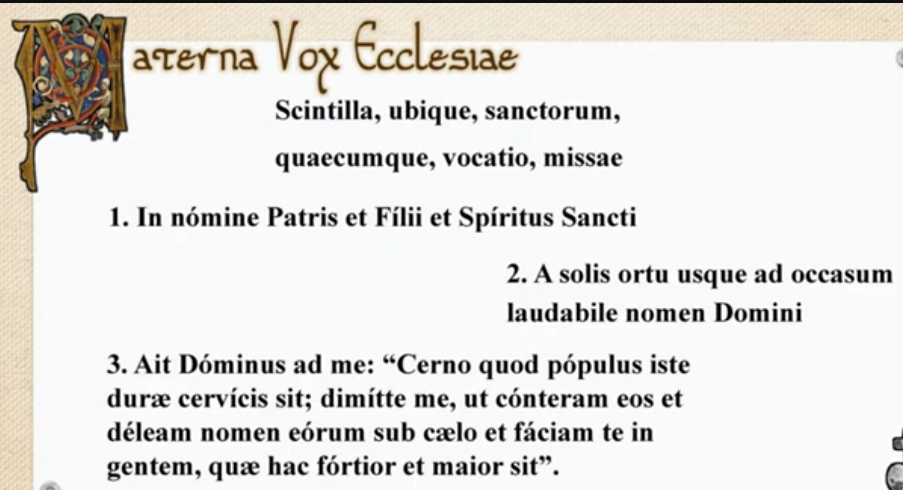 Materna Vox Ecclesiae
Scintilla, ubique, sanctorum,
quaecumque, vocatio, missae
1. In nómine Patris et Fílii et Spíritus Sancti
2. A solis ortu usque ad occasum
laudabile nomen Domini
3. Ait Dóminus ad me: “Cerno quod pópulus iste
duræ cervícis sit; dimítte me, ut cónteram eos et
déleam nomen eórum sub cælo et fáciam te in
gentem, quæ hac fórtior et maior sit”.